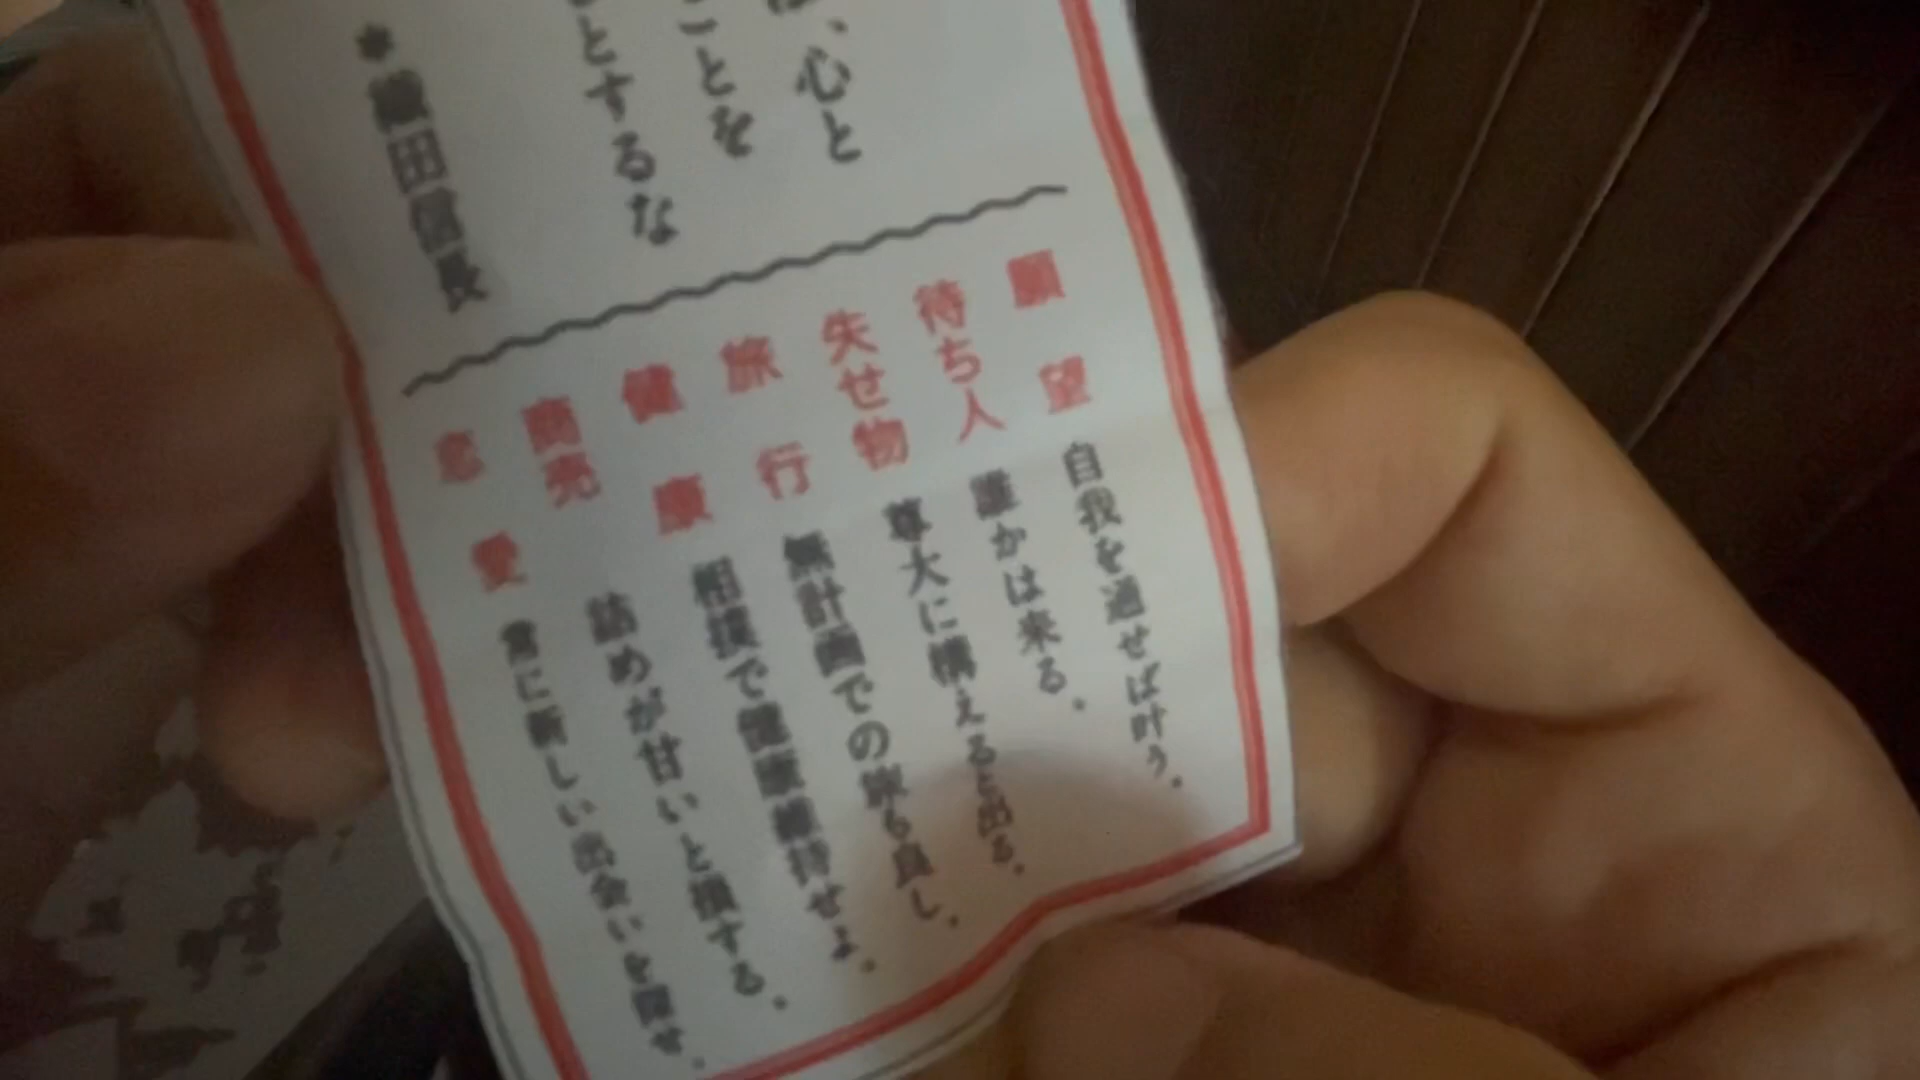 、心と
ことを
とするな
＊織田信長
願望 自我を通せば叶う。
待ち人 誰かは来る。
失せ物 尊大に構えると出る。
旅行 無計画での旅も良し。
健康 相撲で健康維持せよ。
商売 詰めが甘いと損する。
恋愛 常に新しい出会いを探せ。